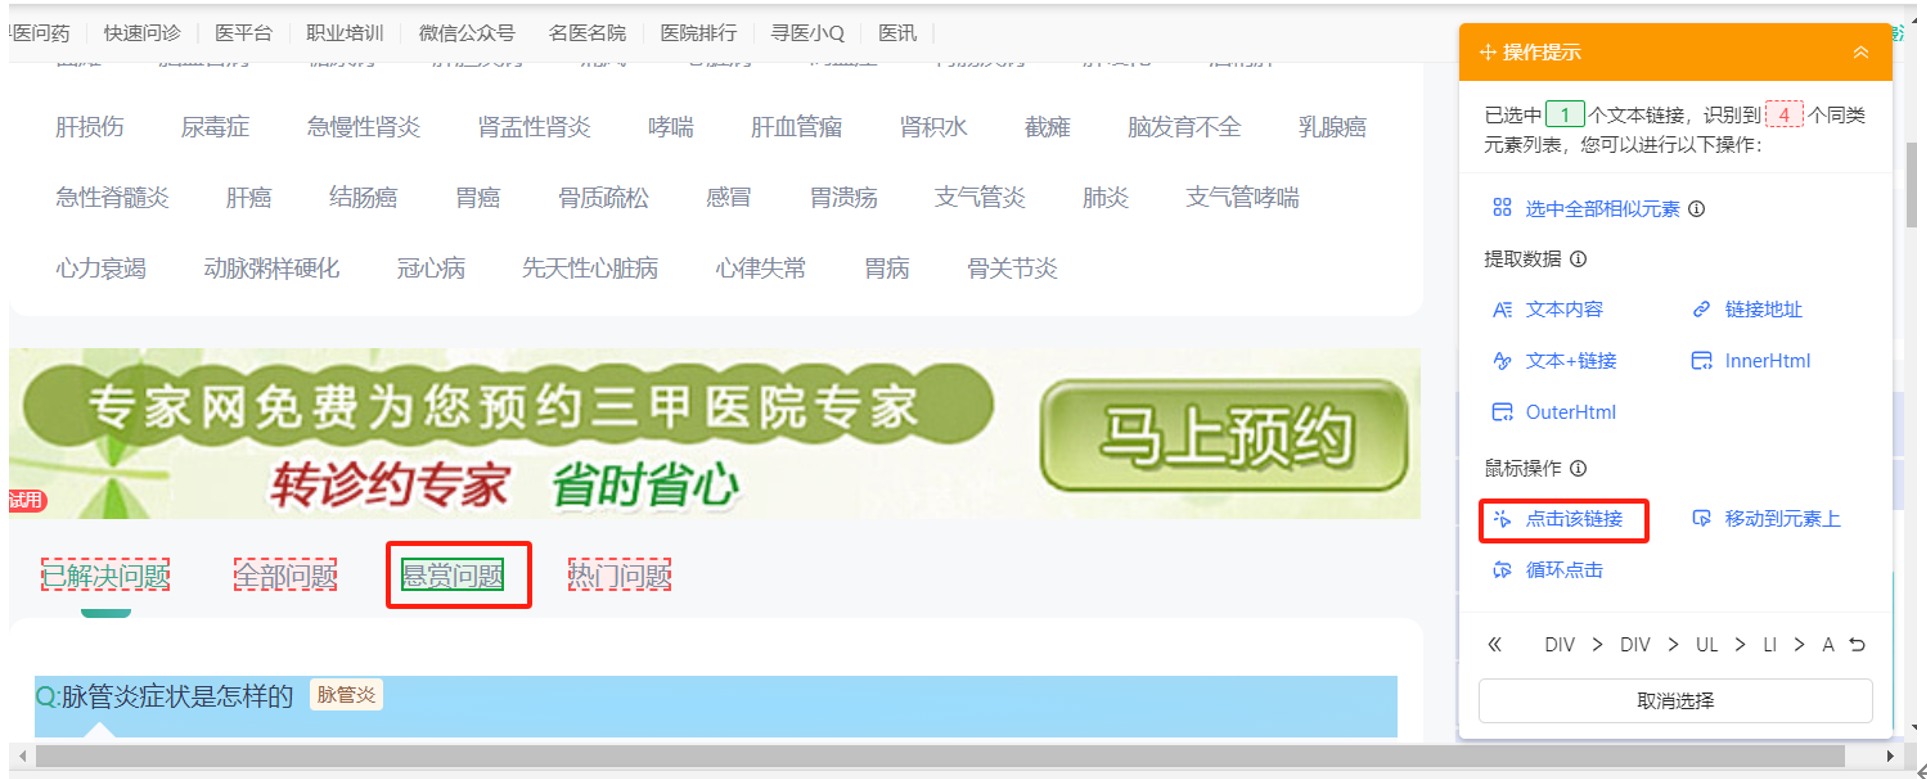 医问药 快速问诊 医平台 职业培训 微信公众号 名医名院 医院排行 寻医小Q 医讯
肝损伤 尿毒症 急慢性肾炎 肾盂性肾炎 哮喘 肝血管瘤 肾积水 截瘫 脑发育不全 乳腺癌
急性脊髓炎 肝癌 结肠癌 胃癌 骨质疏松 感冒 胃溃疡 支气管炎 肺炎 支气管哮喘
心力衰竭 动脉粥样硬化 冠心病 先天性心脏病 心律失常 胃病 骨关节炎
专家网免费为您预约三甲医院专家
转诊约专家 省时省心
马上预约
试用
已解决问题 全部问题 悬赏问题 热门问题
Q:脉管炎症状是怎样的 脉管炎
操作提示
已选中 1 个文本链接，识别到 4 个同类
元素列表，您可以进行以下操作：
选中全部相似元素
提取数据
文本内容 链接地址
文本+链接 InnerHtml
OuterHtml
鼠标操作
点击该链接 移动到元素上
循环点击
« DIV > DIV > UL > LI > A
取消选择